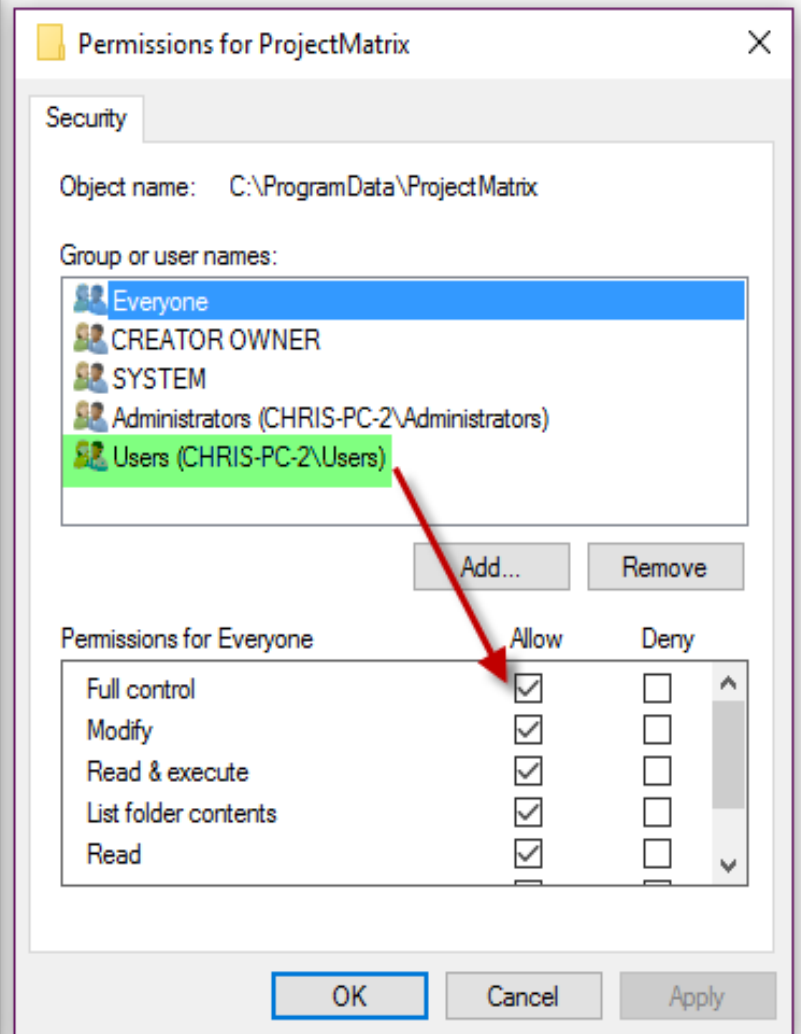 Permissions for ProjectMatrix
Security
Object name: C:\ProgramData\ProjectMatrix
Group or user names:
Everyone
CREATOR OWNER
SYSTEM
Administrators (CHRIS-PC-2\Administrators)
Users (CHRIS-PC-2\Users)
Add... Remove
Permissions for Everyone Allow Deny
Full control
Modify
Read & execute
List folder contents
Read
OK Cancel Apply